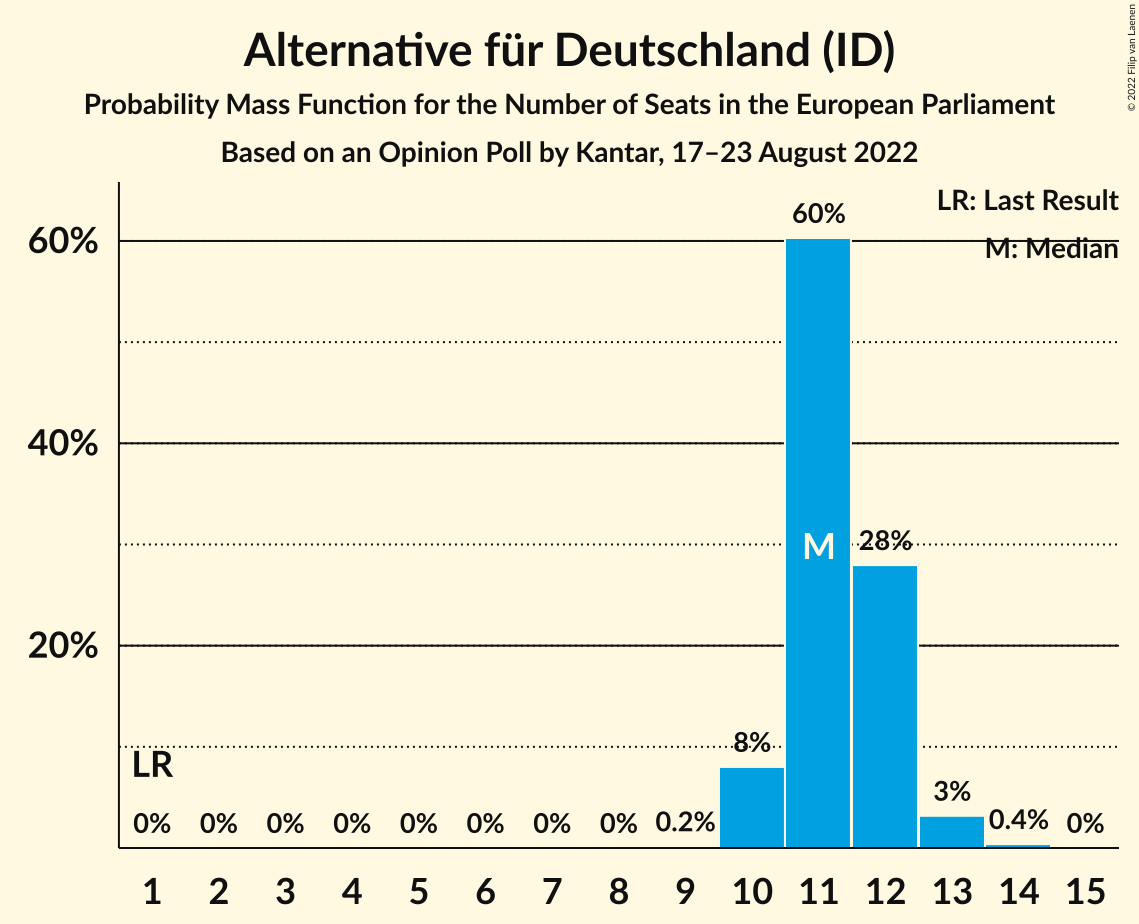 Alternative für Deutschland (ID)
Probability Mass Function for the Number of Seats in the European Parliament
Based on an Opinion Poll by Kantar, 17–23 August 2022
© 2022 Filip van Laenen
LR: Last Result
M: Median
60%
40%
20%
60%
M
28%
8%
LR
3%
0% 0% 0% 0% 0% 0% 0% 0% 0.2% 0.4% 0%
1 2 3 4 5 6 7 8 9 10 11 12 13 14 15